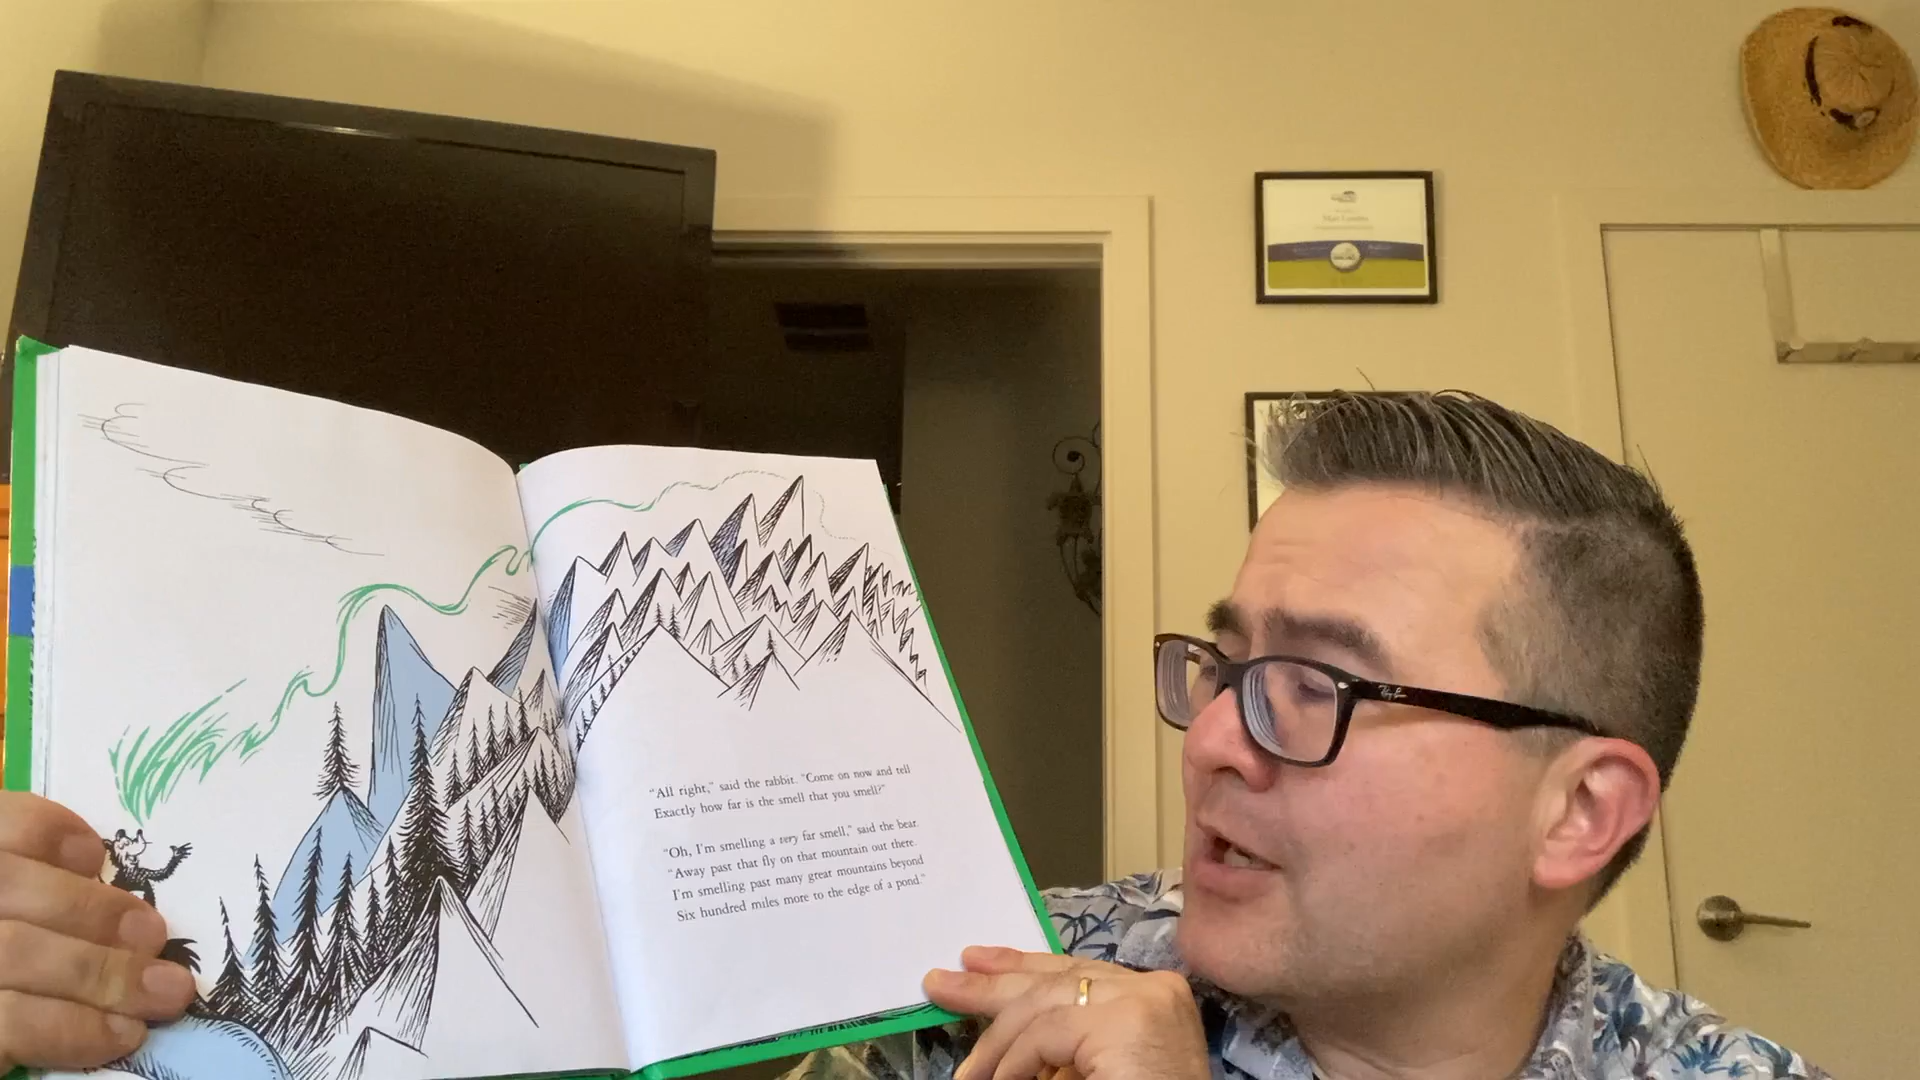 "All right," said the rabbit. "Come on now and tell
Exactly how far is the smell that you smell?"
"Oh, I'm smelling a very far smell," said the bear.
"Away past that fly on that mountain out there.
I'm smelling past many great mountains beyond
Six hundred miles more to the edge of a pond."
Ray-Ban